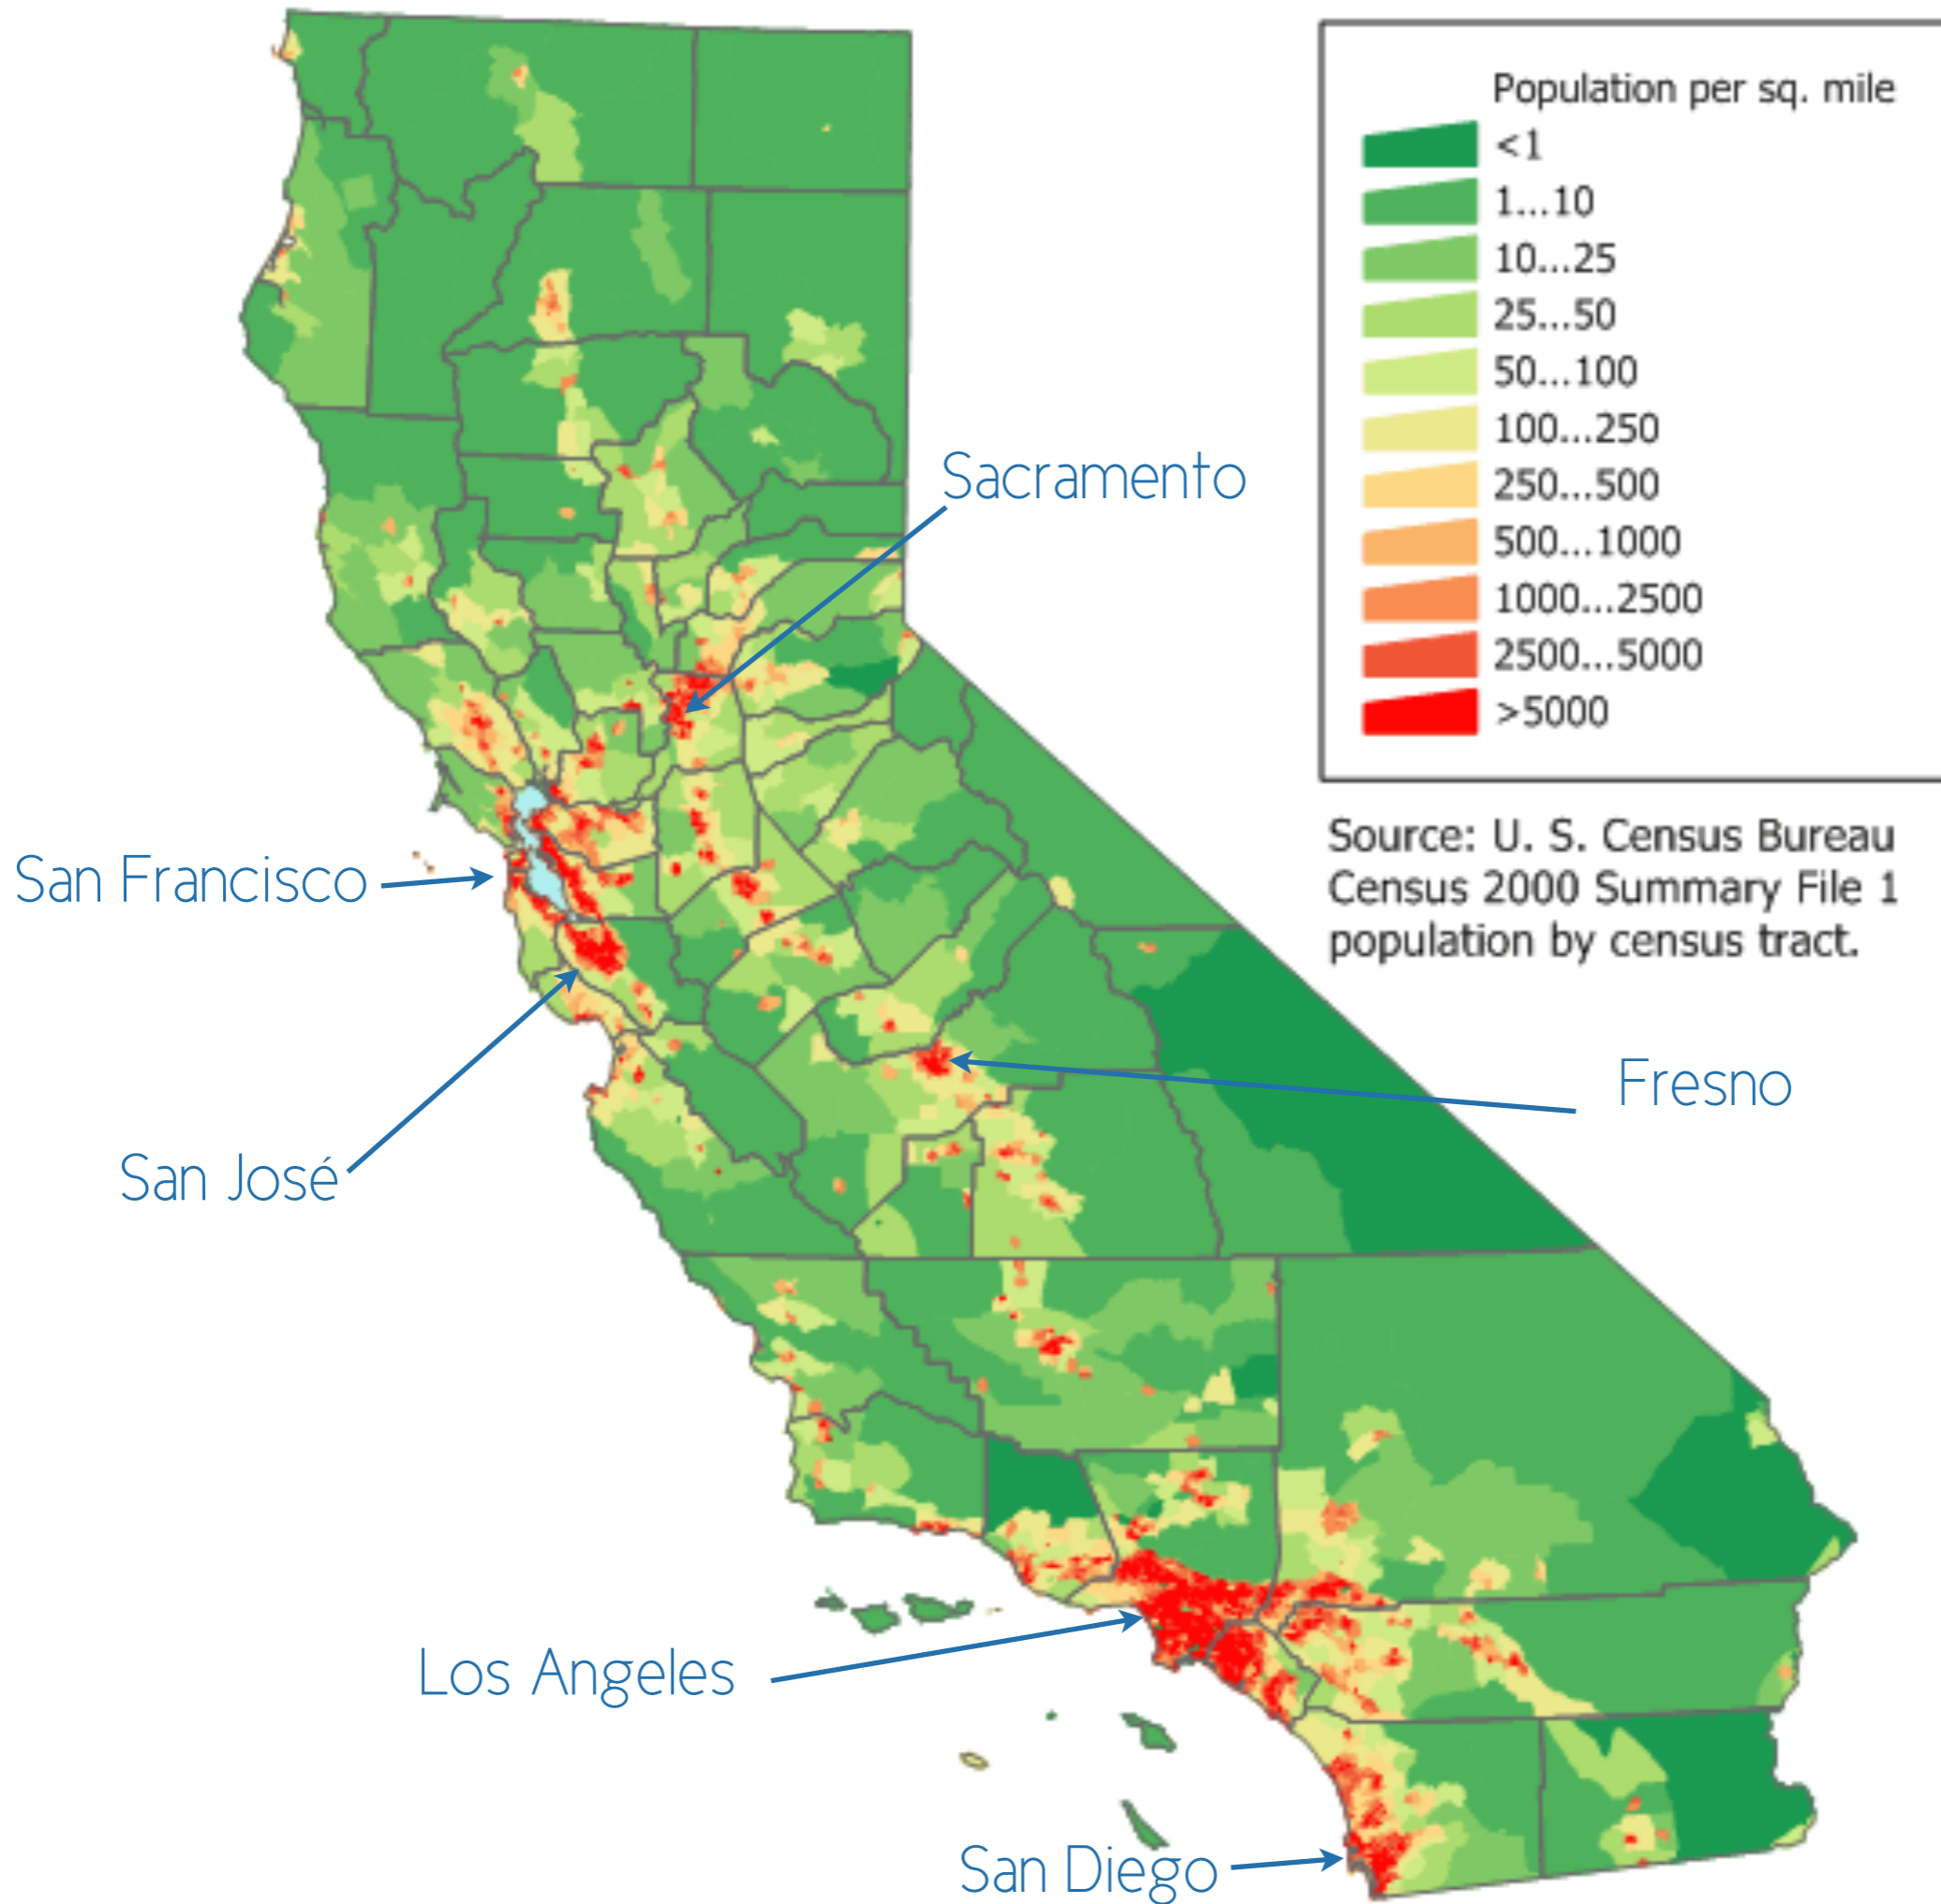 Population per sq. mile
<1
1...10
10...25
25...50
50...100
100...250
250...500
500...1000
1000...2500
2500...5000
>5000
Source: U. S. Census Bureau
Census 2000 Summary File 1
population by census tract.
Sacramento
San Francisco
Fresno
San José
Los Angeles
San Diego